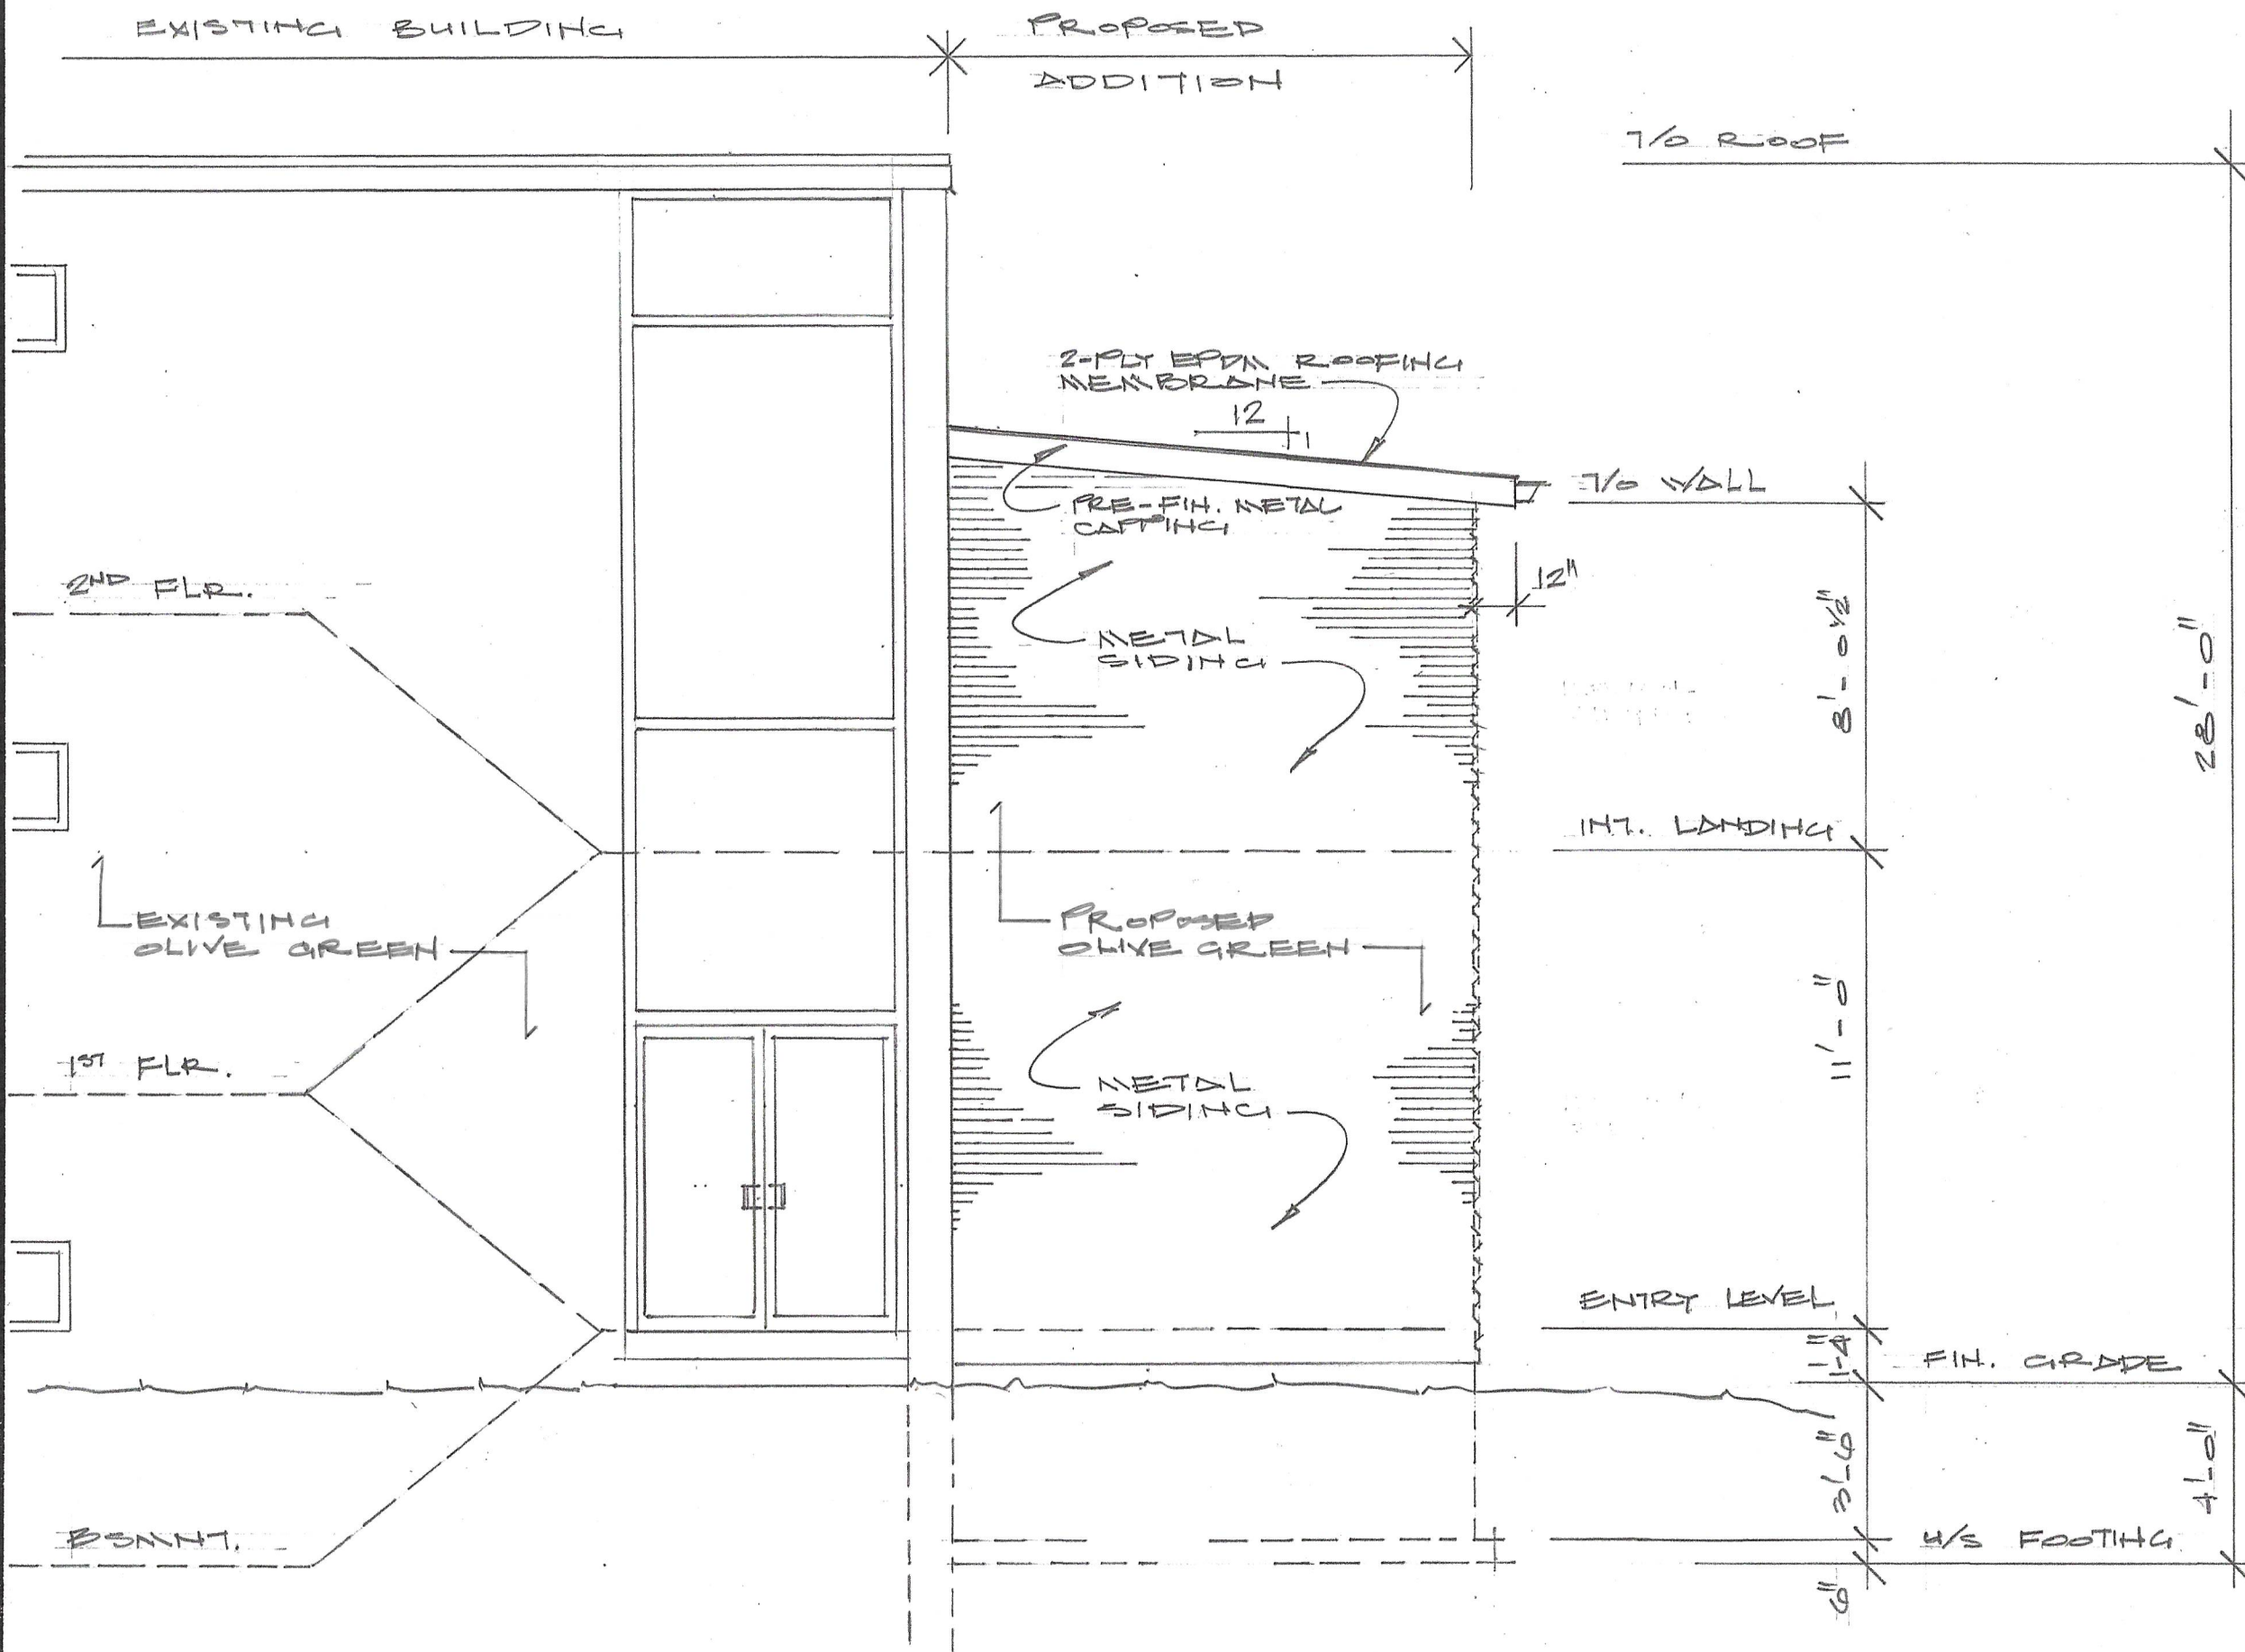 EXISTING BUILDING
PROPOSED
ADDITION
T/O ROOF
2-PLY EPDM ROOFING
MEMBRANE
12
1
T/O WALL
PRE-FIN. METAL
CAPPING
12"
2ND FLR.
METAL
SIDING
8'-0 1/2"
28'-0"
INT. LANDING
EXISTING
OLIVE GREEN
PROPOSED
OLIVE GREEN
11'-0"
1ST FLR.
METAL
SIDING
ENTRY LEVEL
FIN. GRADE
3'-6"
4'-0"
BSMNT.
U/S FOOTING
6"